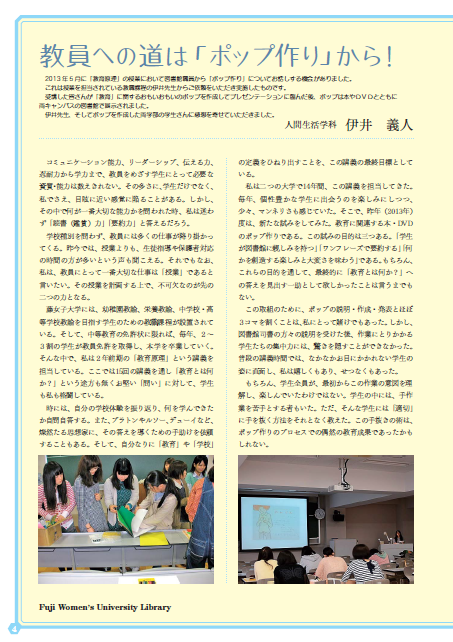 教員への道は「ポップ作り」から！
2013年5月に「教育原理」の授業において図書館職員から「ポップ作り」についてお話しする機会がありました。
これは授業を担当されている教職課程の伊井先生からご依頼をいただき実施したものです。
受講した皆さんが「教育」に関するおもいおもいのポップを作成してプレゼンテーションに臨んだ後、ポップは本やDVDとともに
両キャンパスの図書館で展示されました。
伊井先生、そしてポップを作成した両学部の学生さんに感想を寄せていただきました。
人間生活学科 伊井 義人
コミュニケーション能力、リーダーシップ、伝える力、
忍耐力から学力まで、教員をめざす学生にとって必要な
資質・能力は数えきれない。その多さに、学生だけでなく、
私でさえ、目眩に近い感覚に陥ることがある。しかし、
その中で何が一番大切な能力かを問われた時、私は迷わ
ず「読書（鑑賞）力」「要約力」と答えるだろう。
学校種別を問わず、教員には多くの仕事が降り掛かっ
てくる。昨今では、授業よりも、生徒指導や保護者対応
の時間の方が多いという声も聞こえる。それでもなお、
私は、教員にとって一番大切な仕事は「授業」であると
言いたい。その授業を計画する上で、不可欠なのが先の
二つの力となる。
藤女子大学には、幼稚園教諭、栄養教諭、中学校・高
等学校教諭を目指す学生のための教職課程が設置されて
いる。そして、中等教育の免許状に限れば、毎年、２～
３割の学生が教員免許を取得し、本学を卒業していく。
そんな中で、私は２年前期の「教育原理」という講義を
担当している。ここでは15回の講義を通し「教育とは何
か？」という途方も無くお堅い「問い」に対して、学生
も私も格闘している。
時には、自分の学校体験を振り返り、何を学んできた
か自問自答する。また、プラトンやルソー、デューイなど、
燦然たる思想家に、その答えを導くための手助けを依頼
することもある。そして、自分なりに「教育」や「学校」
の定義をひねり出すことを、この講義の最終目標として
いる。
私は二つの大学で14年間、この講義を担当してきた。
毎年、個性豊かな学生に出会うのを楽しみにしつつ、
少々、マンネリさも感じていた。そこで、昨年（2013年）
度は、新たな試みをしてみた。教育に関連する本・DVD
のポップ作りである。この試みの目的は三つある。「学生
が図書館に親しみを持つ」「ワンフレーズで要約する」「何
かを創造する楽しみと大変さを味わう」である。もちろん、
これらの目的を通して、最終的に「教育とは何か？」へ
の答えを見出す一助として欲しかったことは言うまでも
ない。
この取組のために、ポップの説明・作成・発表とほぼ
３コマを割くことは、私にとって賭けでもあった。しかし、
図書館司書の方々の説明を受けた後、作業にとりかかる
学生たちの集中力には、驚きを隠すことができなかった。
普段の講義時間では、なかなかお目にかかれない学生の
姿に直面し、私は嬉しくもあり、せつなくもあった。
もちろん、学生全員が、最初からこの作業の意図を理
解し、楽しんでいたわけではない。学生の中には、手作
業を苦手とする者もいた。ただ、そんな学生には「適切」
に手を抜く方法をそれとなく教えた。この手抜きの術は、
ポップ作りのプロセスでの偶然の教育成果であったかも
しれない。
Fuji Women's University Library
4